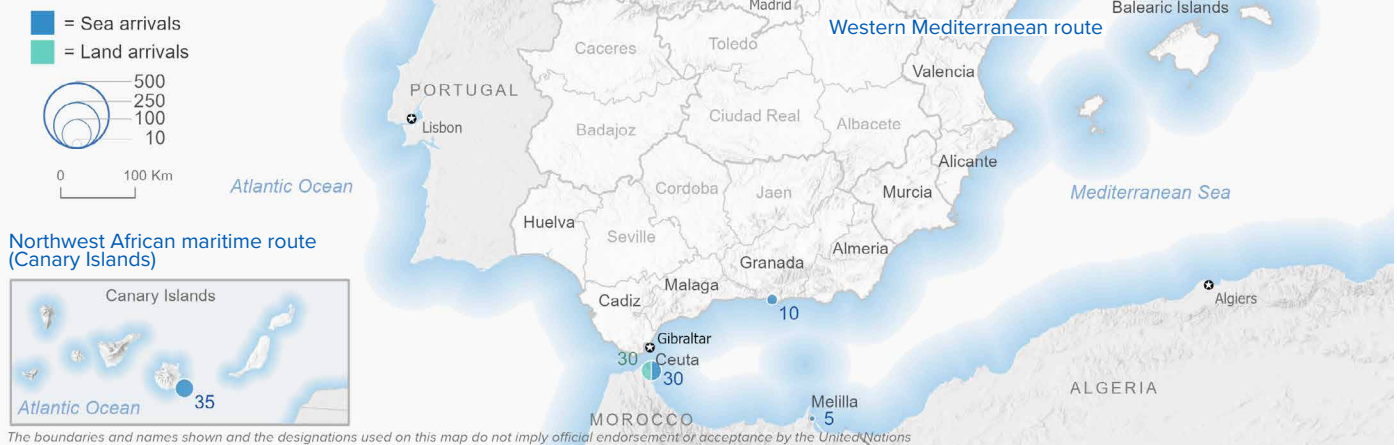 = Sea arrivals
= Land arrivals
500
250
100
10
0 100 Km
Madrid
Western Mediterranean route
Balearic Islands
Caceres
Toledo
Valencia
PORTUGAL
Lisbon
Badajoz
Ciudad Real
Albacete
Alicante
Atlantic Ocean
Cordoba
Jaen
Murcia
Mediterranean Sea
Huelva
Seville
Almeria
Granada
Northwest African maritime route
(Canary Islands)
Malaga
Cadiz
10
Algiers
Canary Islands
Gibraltar
30
Ceuta
30
35
Atlantic Ocean
ALGERIA
Melilla
5
MOROCCO
The boundaries and names shown and the designations used on this map do not imply official endorsement or acceptance by the United Nations